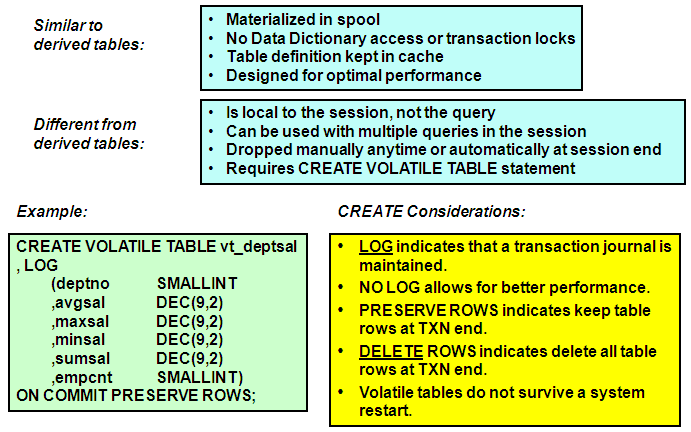 Similar to
derived tables:
• Materialized in spool
• No Data Dictionary access or transaction locks
• Table definition kept in cache
• Designed for optimal performance
Different from
derived tables:
• Is local to the session, not the query
• Can be used with multiple queries in the session
• Dropped manually anytime or automatically at session end
• Requires CREATE VOLATILE TABLE statement
Example:
CREATE VOLATILE TABLE vt_deptsal
, LOG
(deptno SMALLINT
,avgsal DEC(9,2)
,maxsal DEC(9,2)
,minsal DEC(9,2)
,sumsal DEC(9,2)
,empcnt SMALLINT)
ON COMMIT PRESERVE ROWS;
CREATE Considerations:
• LOG indicates that a transaction journal is
maintained.
• NO LOG allows for better performance.
• PRESERVE ROWS indicates keep table
rows at TXN end.
• DELETE ROWS indicates delete all table
rows at TXN end.
• Volatile tables do not survive a system
restart.